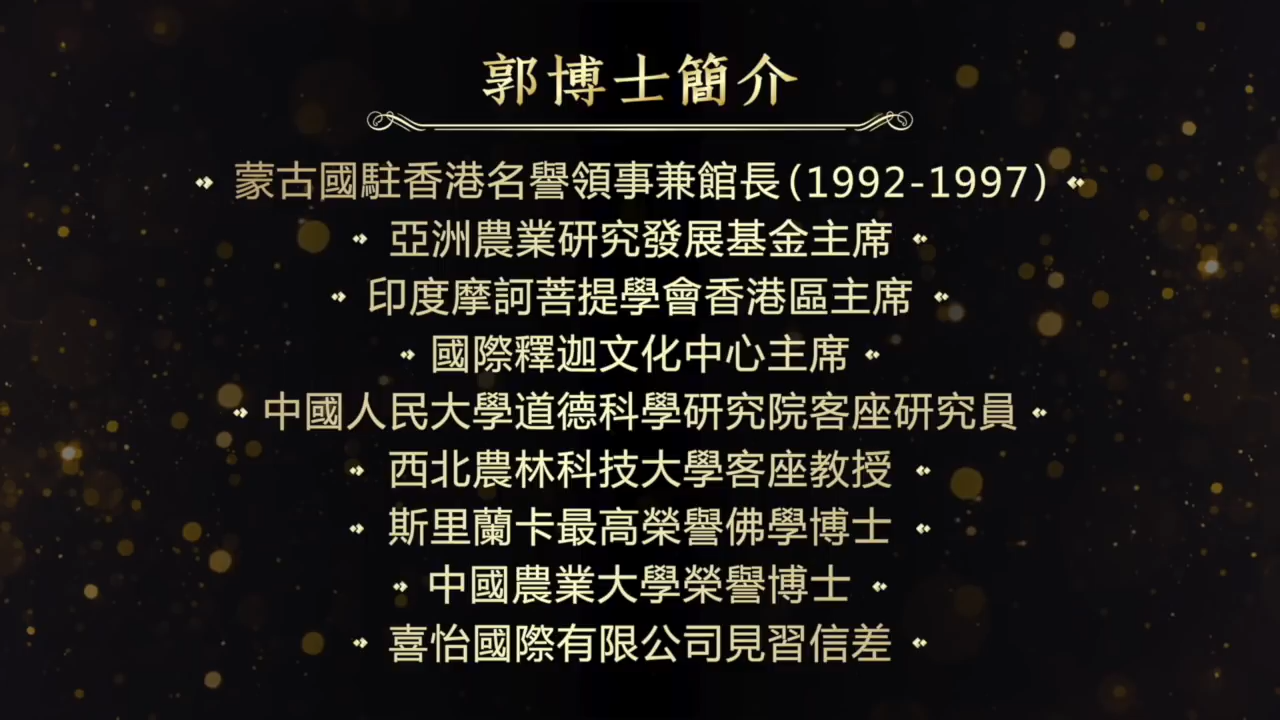 郭博士簡介
蒙古國駐香港名譽領事兼館長(1992-1997)
亞洲農業研究發展基金主席
印度摩訶菩提學會香港區主席
國際釋迦文化中心主席
中國人民大學道德科學研究院客座研究員
西北農林科技大學客座教授
斯里蘭卡最高榮譽佛學博士
中國農業大學榮譽博士
喜怡國際有限公司見習信差